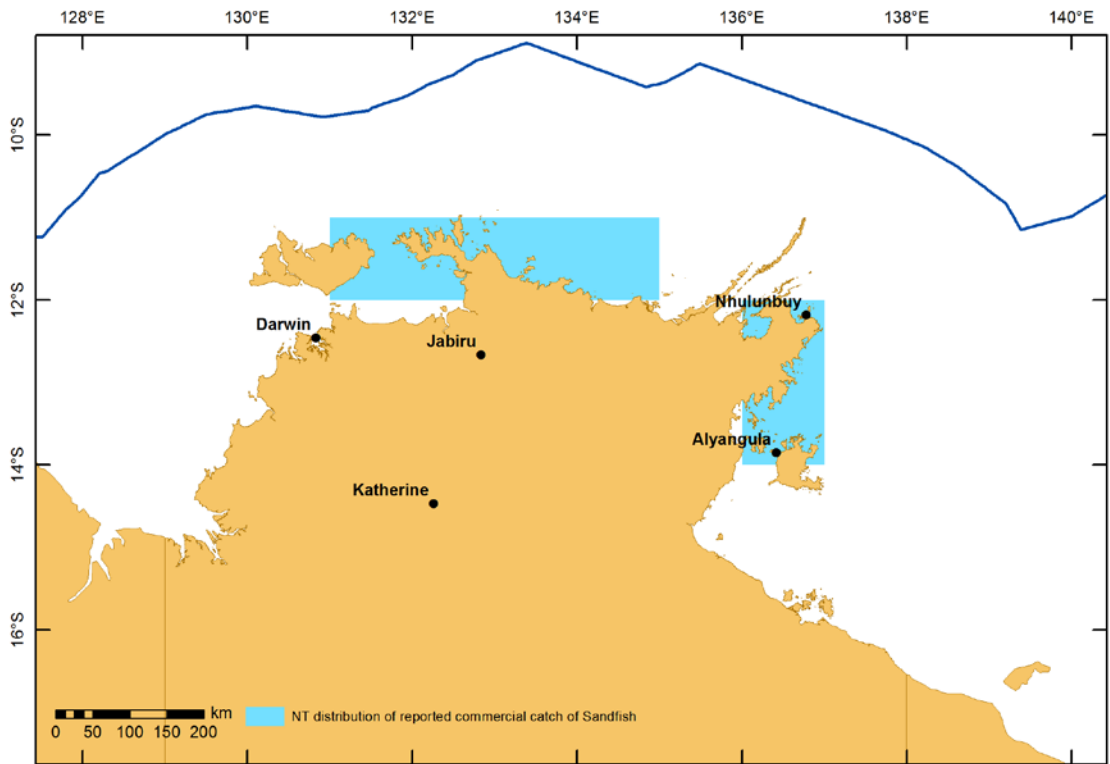 128°E 130°E 132°E 134°E 136°E 138°E 140°E
10°S
12°S
Nhulunbuy
Darwin
Jabiru
Alyangula
14°S
Katherine
16°S
km
0 50 100 150 200
NT distribution of reported commercial catch of Sandfish